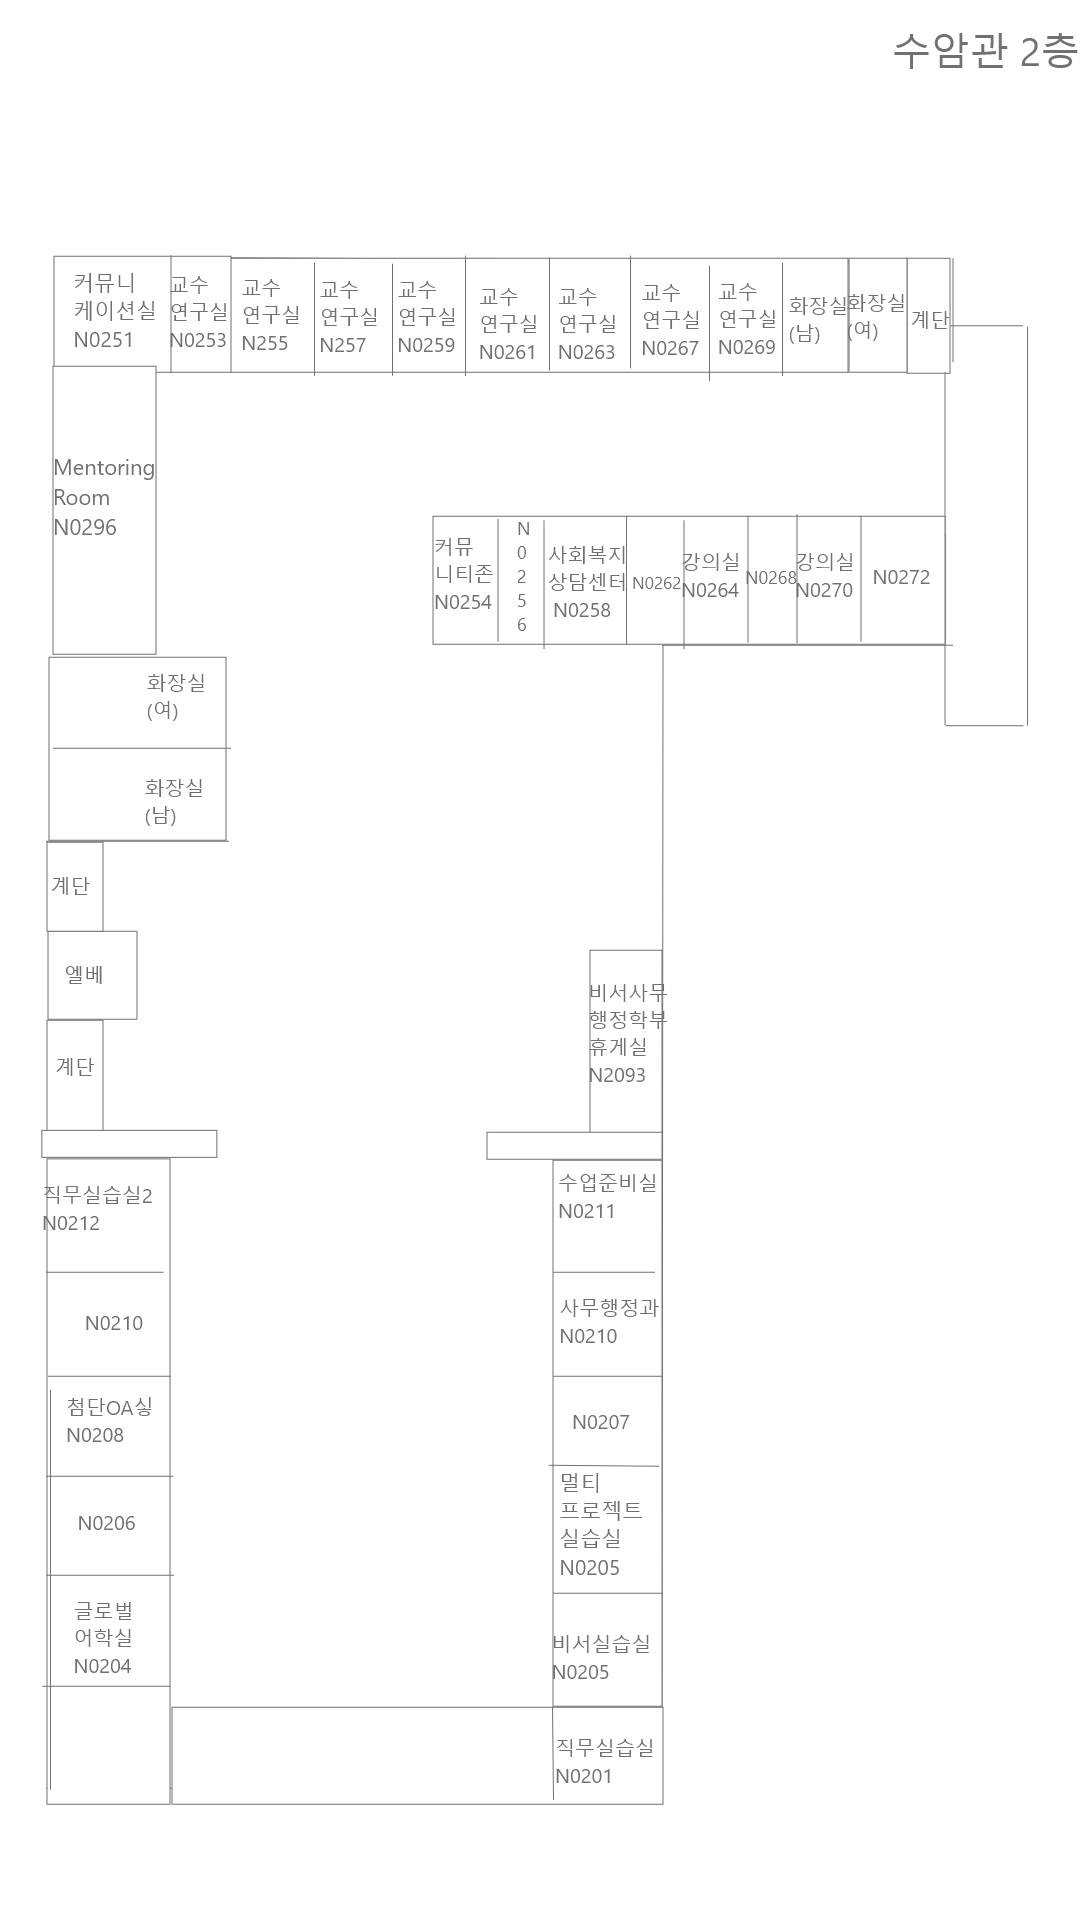 수암관 2층
커뮤니
케이션실
N0251
교수
연구실
N0253
교수
연구실
N255
교수
연구실
N257
교수
연구실
N0259
교수
연구실
N0261
교수
연구실
N0263
교수
연구실
N0267
교수
연구실
N0269
화장실
(남)
화장실
(여)
계단
Mentoring
Room
N0296
커뮤
니티존
N0254
N
0
2
5
6
사회복지
상담센터
N0258
N0262
강의실
N0264
N0268
강의실
N0270
N0272
화장실
(여)
화장실
(남)
계단
엘베
계단
비서사무
행정학부
휴게실
N2093
직무실습실2
N0212
수업준비실
N0211
N0210
사무행정과
N0210
첨단OA싷
N0208
N0207
N0206
멀티
프로젝트
실습실
N0205
글로벌
어학실
N0204
비서실습실
N0205
직무실습실
N0201